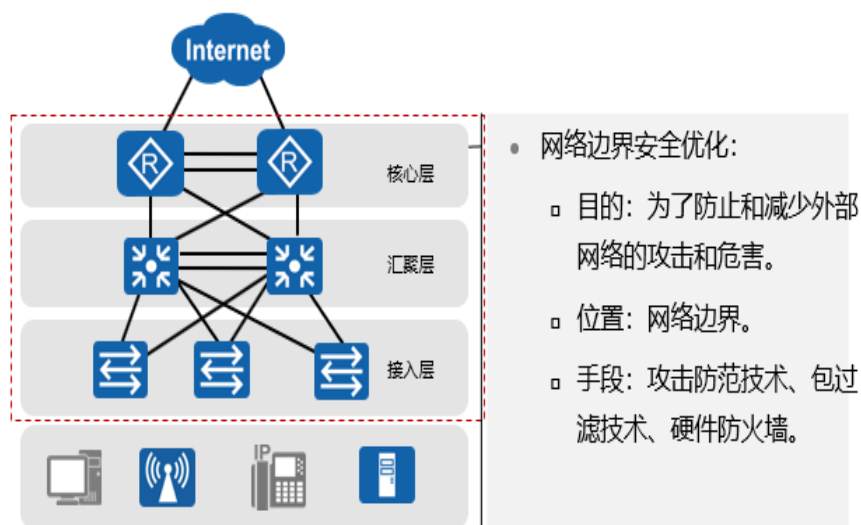 Internet
R
R
核心层
汇聚层
接入层
IP
• 网络边界安全优化：
▫ 目的：为了防止和减少外部
网络的攻击和危害。
▫ 位置：网络边界。
▫ 手段：攻击防范技术、包过
滤技术、硬件防火墙。